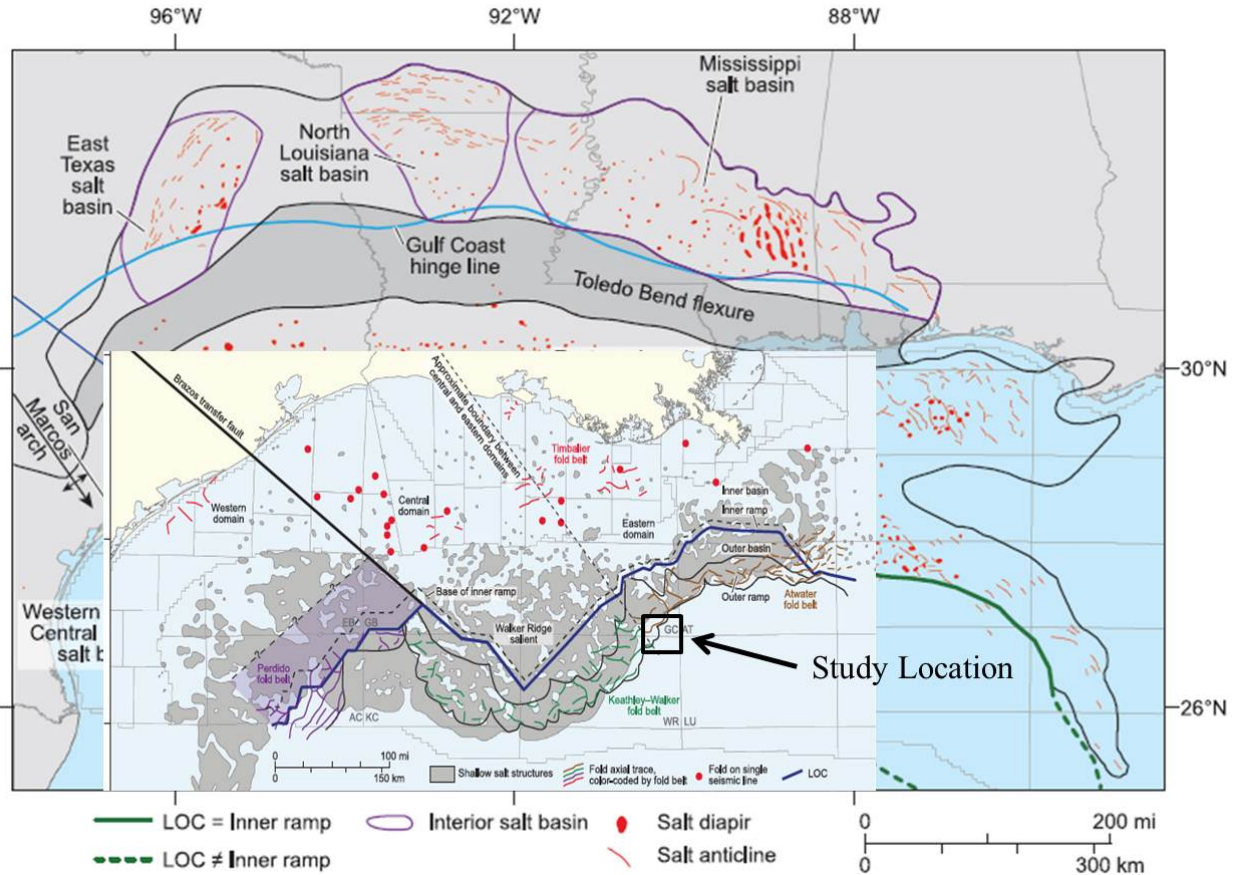 96°W
92°W
88°W
Mississippi
salt basin
East
Texas
salt
basin
North
Louisiana
salt basin
Gulf Coast
hinge line
Toledo Bend flexure
30°N
San
Marcos
arch
Brazos transfer fault
Approximate boundary between
central and eastern domains
Timbalier
fold belt
Western
domain
Central
domain
Eastern
domain
Inner basin
Inner ramp
Outer basin
Outer ramp
Atwater
fold belt
Base of inner ramp
EB
GB
Walker Ridge
salient
GC
AT
Study Location
Western
Central
salt b
Perdido
fold belt
Keathley–Walker
fold belt
AC
KC
WR
LU
26°N
0
100 mi
0
150 km
Shallow salt structures
Fold axial trace,
color-coded by fold belt
Fold on single
seismic line
LOC
LOC = Inner ramp
Interior salt basin
Salt diapir
0
200 mi
LOC ≠ Inner ramp
Salt anticline
0
300 km